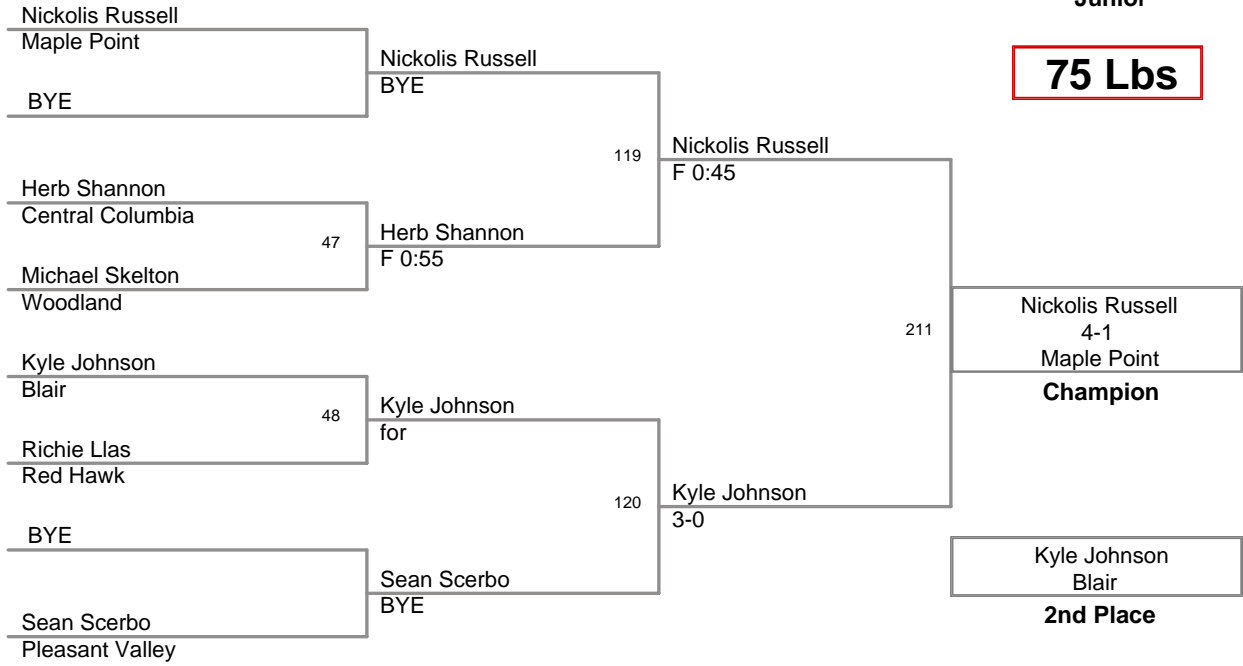 Junior
75 Lbs
Nickolis Russell
Maple Point
BYE
Herb Shannon
Central Columbia
47
Michael Skelton
Woodland
Kyle Johnson
Blair
48
Richie Llas
Red Hawk
BYE
Sean Scerbo
Pleasant Valley
Nickolis Russell
BYE
119
Herb Shannon
F 0:55
Kyle Johnson
for
120
Sean Scerbo
BYE
Nickolis Russell
F 0:45
211
Kyle Johnson
3-0
Nickolis Russell
4-1
Maple Point
Champion
Kyle Johnson
Blair
2nd Place